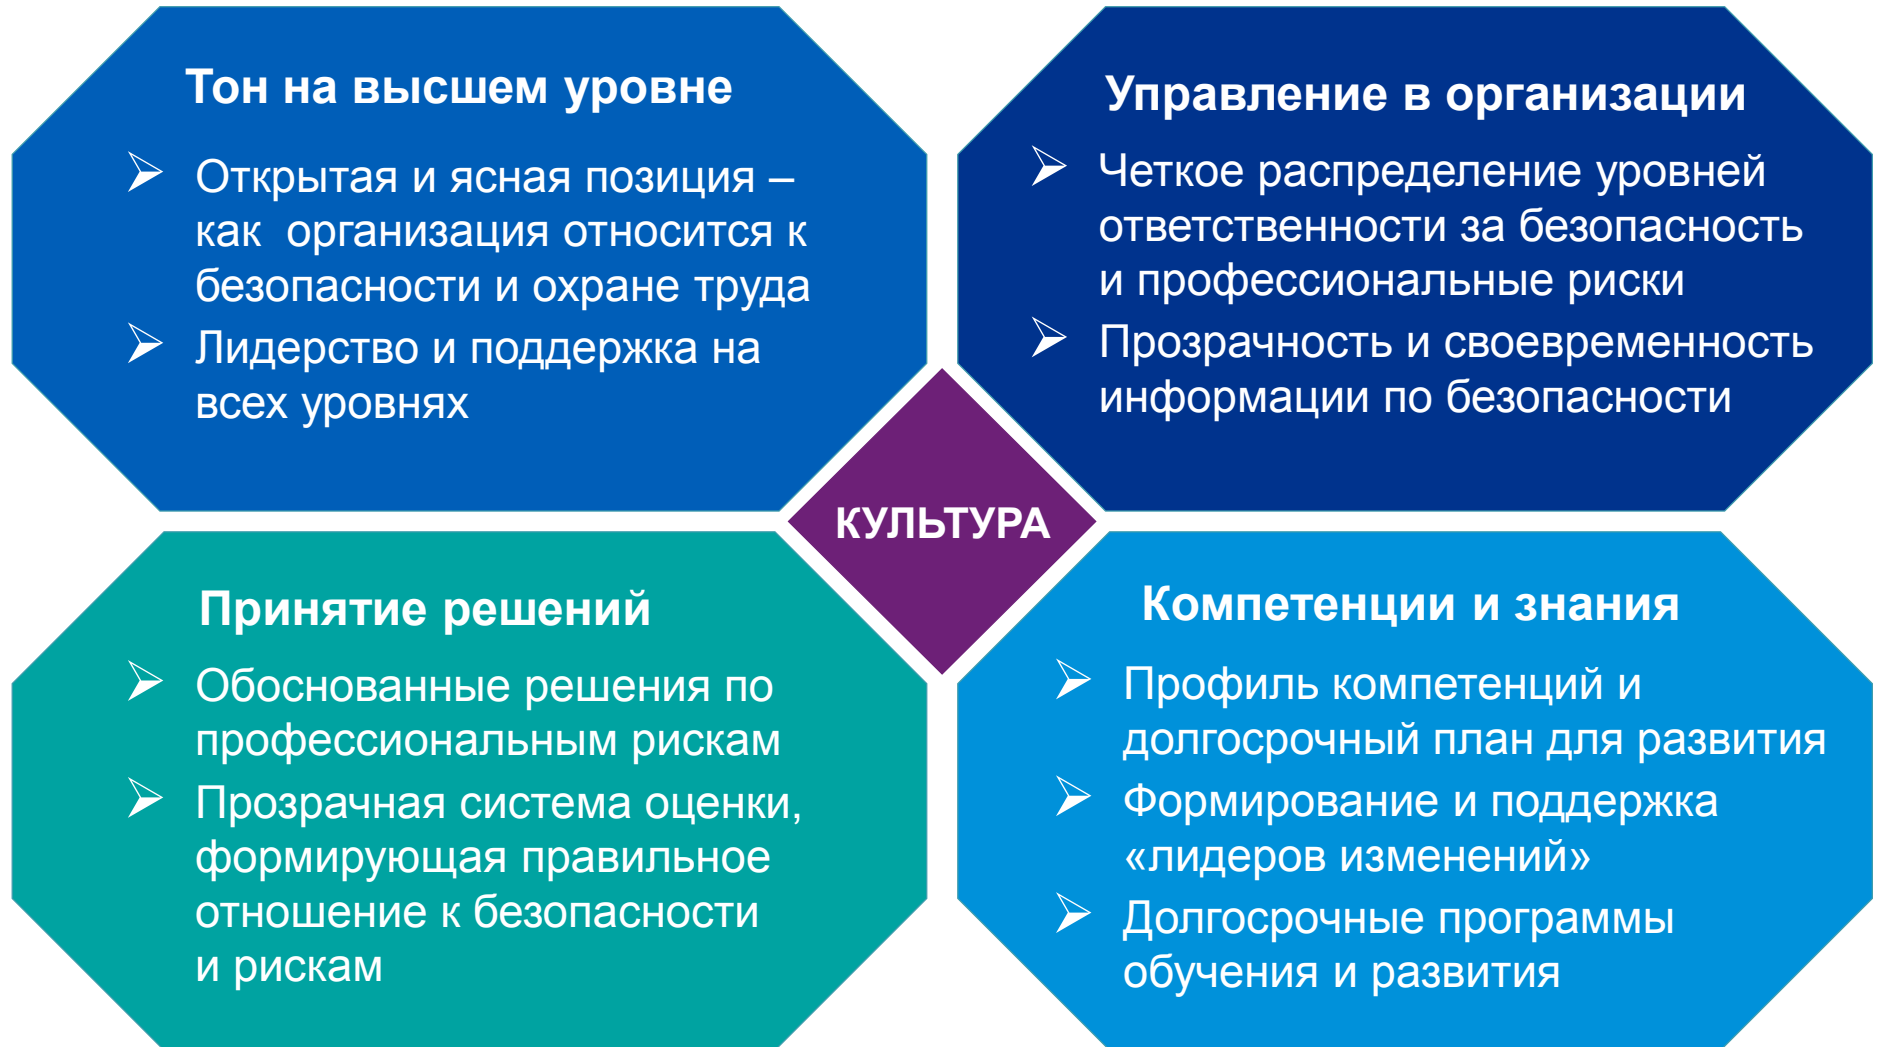 Тон на высшем уровне
Открытая и ясная позиция –
как организация относится к
безопасности и охране труда
Лидерство и поддержка на
всех уровнях
Управление в организации
Четкое распределение уровней
ответственности за безопасность
и профессиональные риски
Прозрачность и своевременность
информации по безопасности
КУЛЬТУРА
Принятие решений
Обоснованные решения по
профессиональным рискам
Прозрачная система оценки,
формирующая правильное
отношение к безопасности
и рискам
Компетенции и знания
Профиль компетенций и
долгосрочный план для развития
Формирование и поддержка
«лидеров изменений»
Долгосрочные программы
обучения и развития